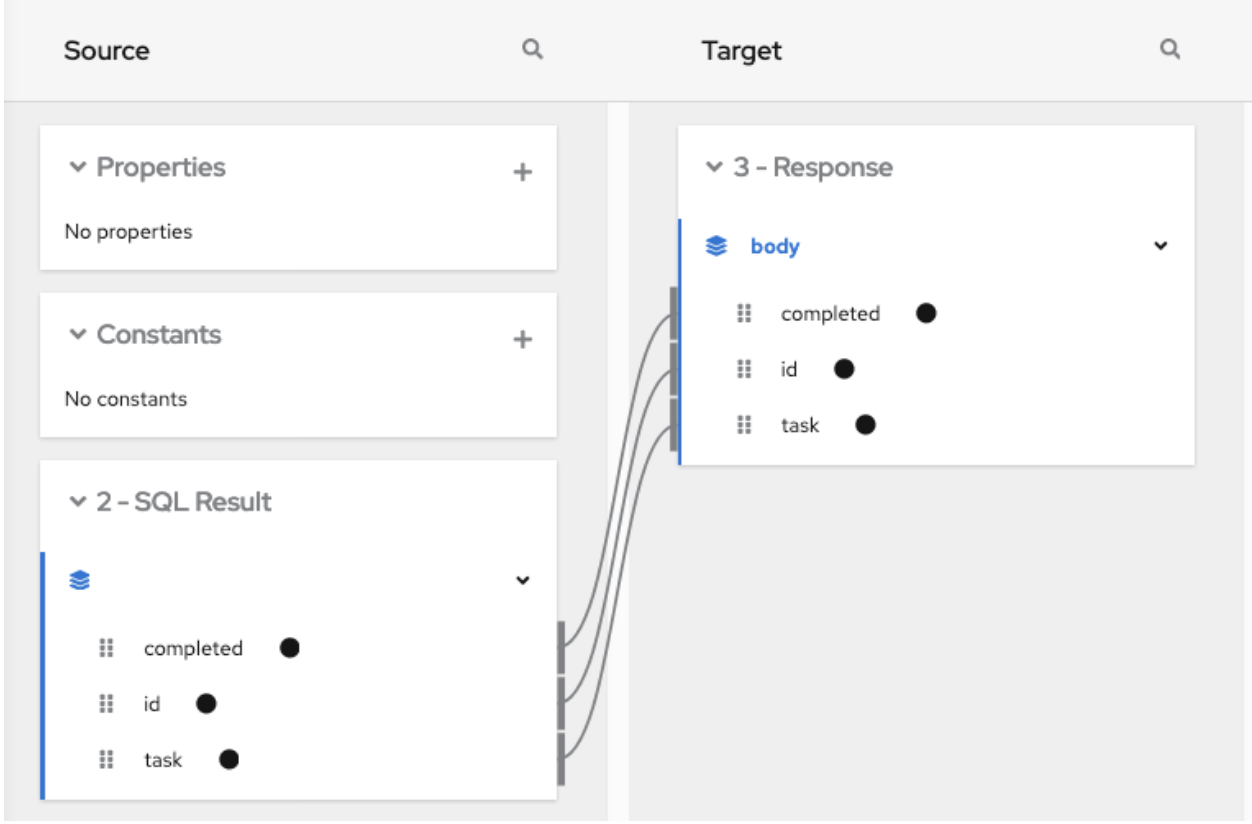 Source
Properties
No properties
Constants
No constants
2 - SQL Result
completed
id
task
Target
3 - Response
body
completed
id
task